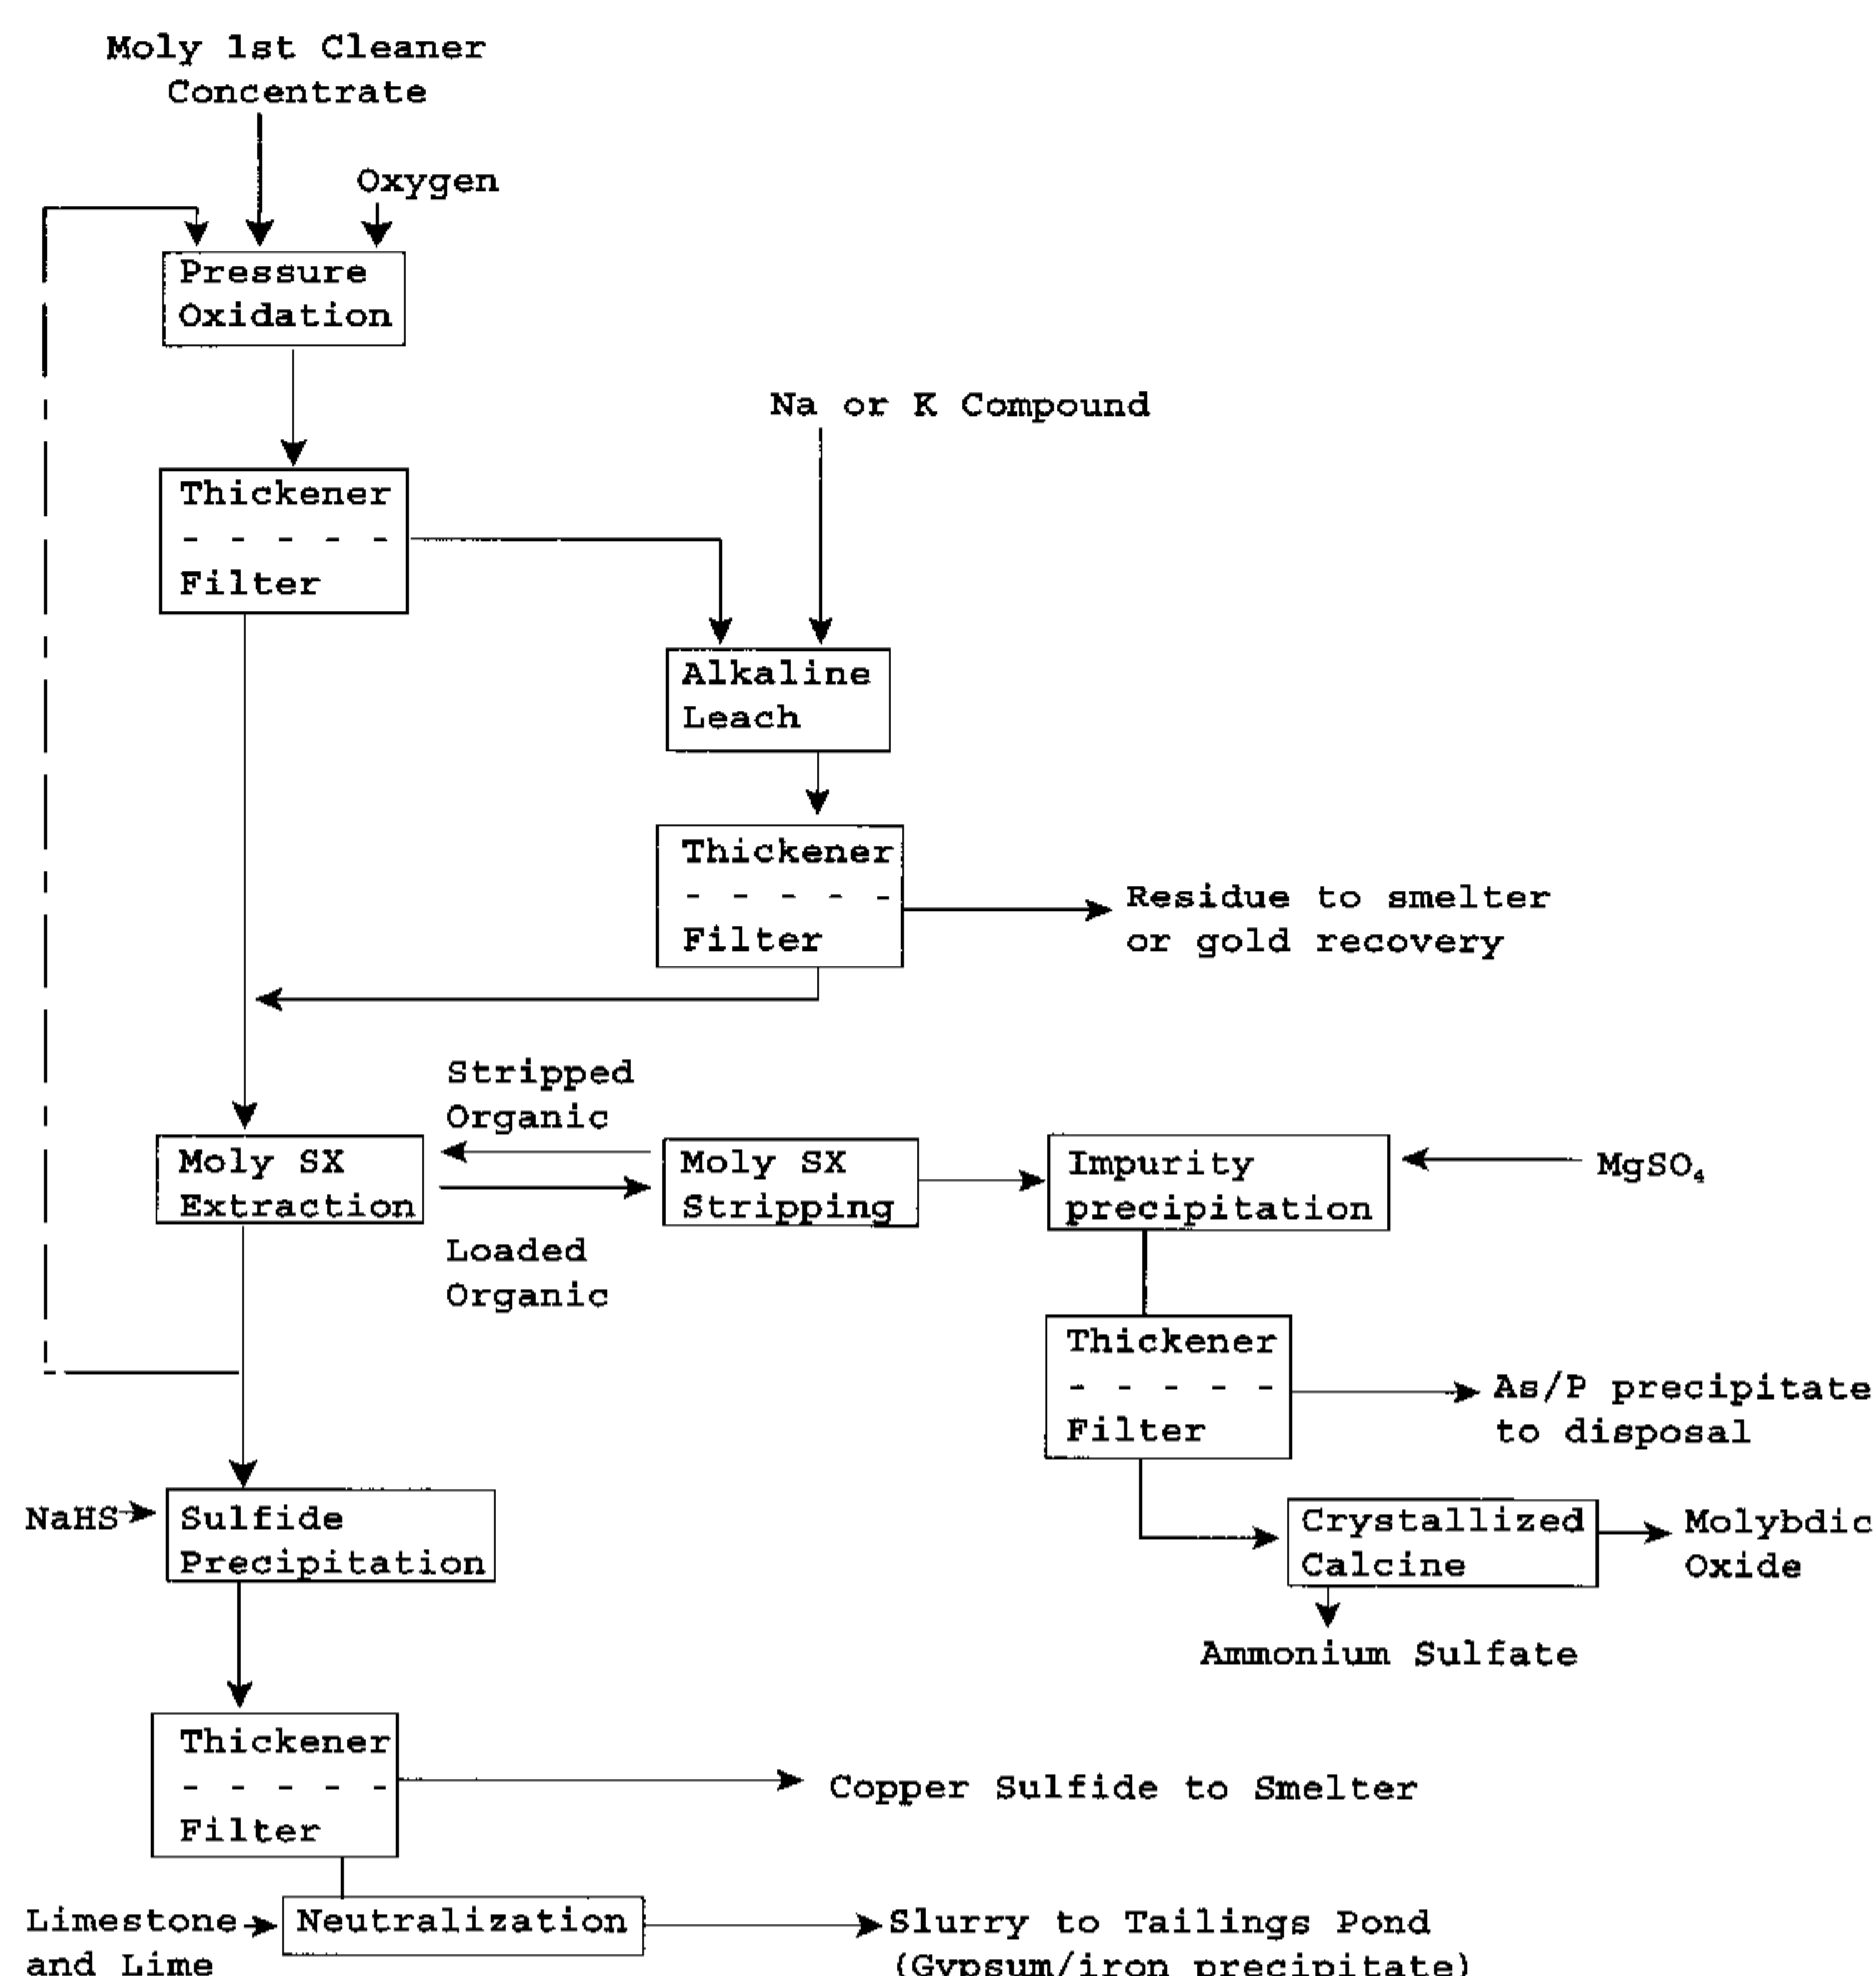 Moly 1st Cleaner
Concentrate
Oxygen
Pressure
Oxidation
Na or K Compound
Thickener
- - - - -
Filter
Alkaline
Leach
Thickener
- - - - -
Filter
Residue to smelter
or gold recovery
Stripped
Organic
Moly SX
Extraction
Moly SX
Stripping
Impurity
precipitation
MgSO₄
Loaded
Organic
Thickener
- - - - -
Filter
As/P precipitate
to disposal
NaHS
Sulfide
Precipitation
Crystallized
Calcine
Molybdic
Oxide
Ammonium Sulfate
Thickener
- - - - -
Filter
Copper Sulfide to Smelter
Limestone
and Lime
Neutralization
Slurry to Tailings Pond
(Gypsum/iron precipitate)